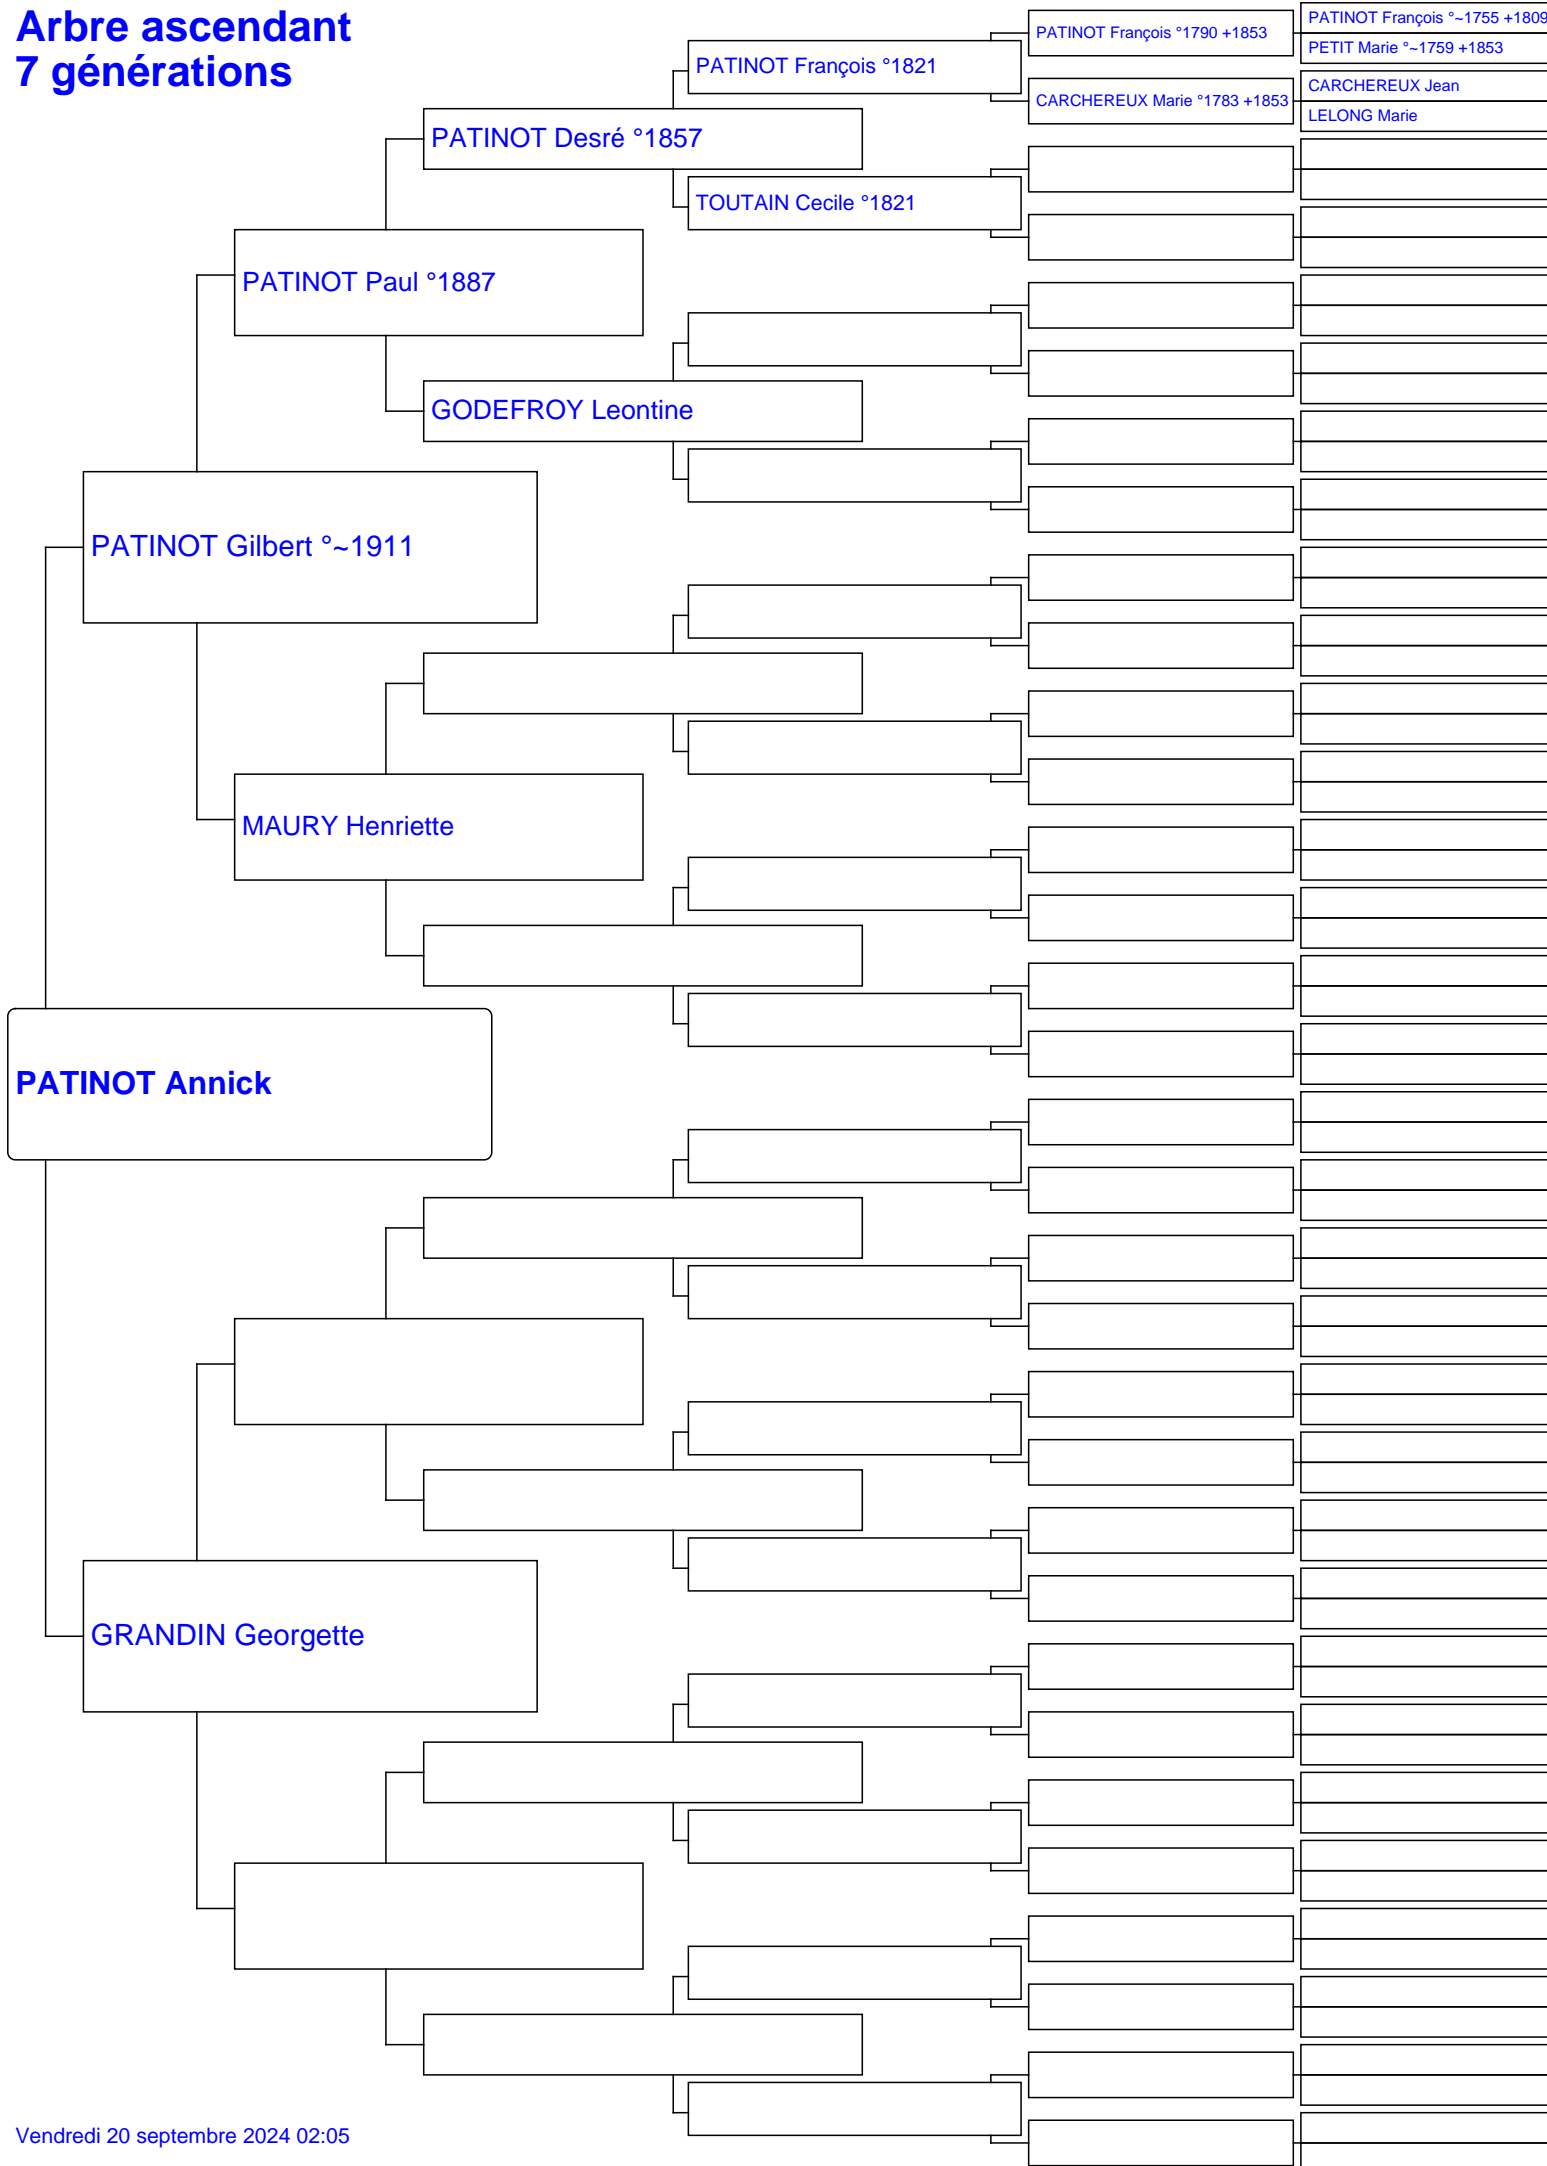 Arbre ascendant
7 générations
PATINOT François °~1755 +1809
PATINOT François °1790 +1853
PETIT Marie °~1759 +1853
PATINOT François °1821
CARCHEREUX Jean
CARCHEREUX Marie °1783 +1853
LELONG Marie
PATINOT Desré °1857
TOUTAIN Cecile °1821
PATINOT Paul °1887
GODEFROY Leontine
PATINOT Gilbert °~1911
MAURY Henriette
PATINOT Annick
GRANDIN Georgette
Vendredi 20 septembre 2024 02:05